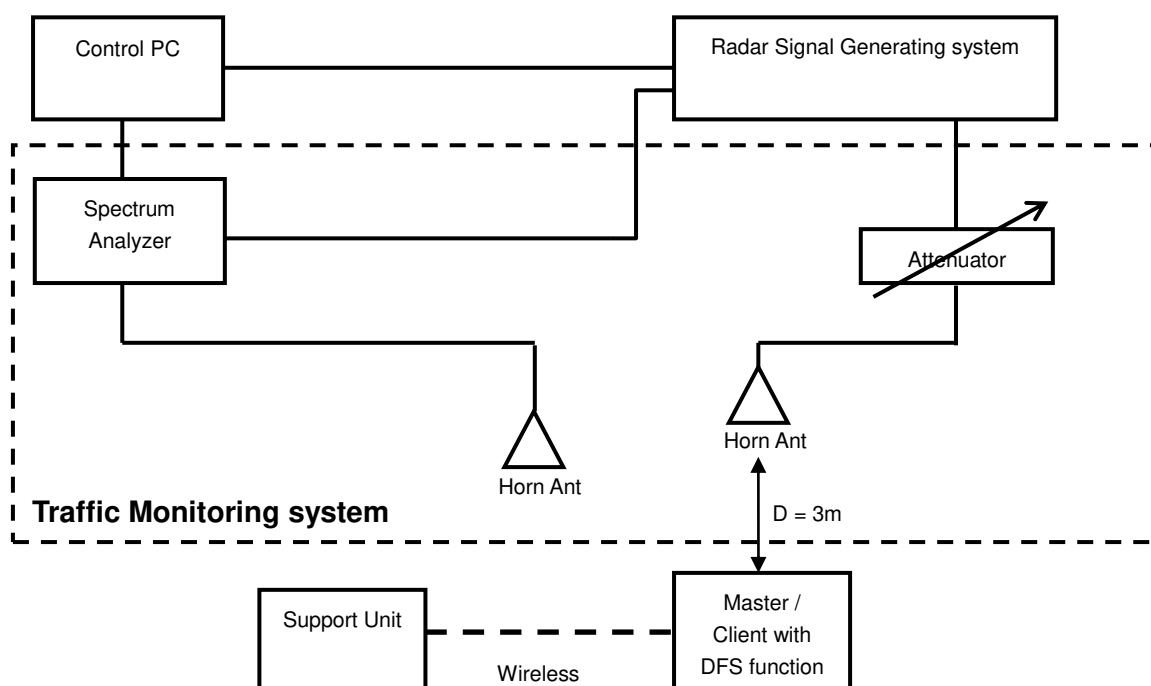 Control PC
Radar Signal Generating system
Spectrum
Analyzer
Attenuator
Horn Ant
Horn Ant
Traffic Monitoring system
D = 3m
Support Unit
Wireless
Master /
Client with
DFS function